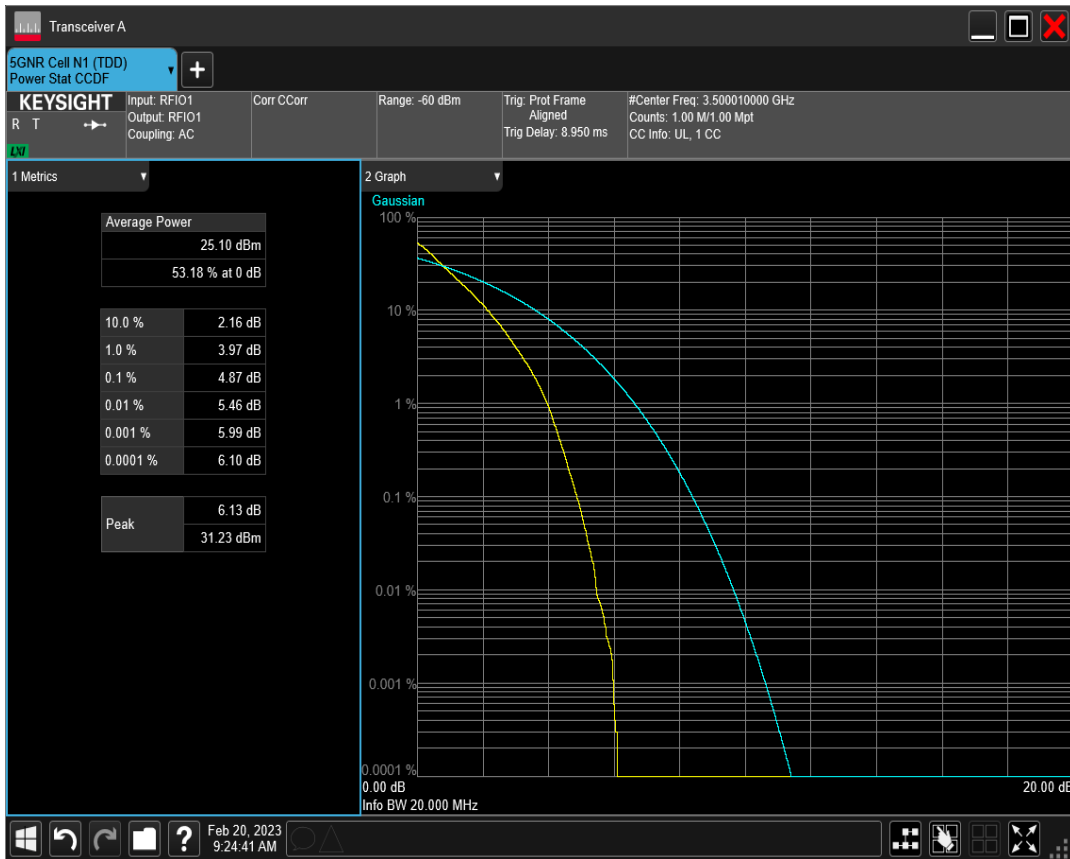 Transceiver A
5GNR Cell N1 (TDD)
Power Stat CCDF
KEYSIGHT
R T
LXI
Input: RFIO1
Output: RFIO1
Coupling: AC
Corr CCorr
Range: -60 dBm
Trig: Prot Frame
Aligned
Trig Delay: 8.950 ms
#Center Freq: 3.500010000 GHz
Counts: 1.00 M/1.00 Mpt
CC Info: UL, 1 CC
1 Metrics
Average Power
25.10 dBm
53.18 % at 0 dB
10.0 % 2.16 dB
1.0 % 3.97 dB
0.1 % 4.87 dB
0.01 % 5.46 dB
0.001 % 5.99 dB
0.0001 % 6.10 dB
Peak 6.13 dB
31.23 dBm
2 Graph
Gaussian
100 %
10 %
1 %
0.1 %
0.01 %
0.001 %
0.0001 %
0.00 dB 20.00 dB
Info BW 20.000 MHz
?
Feb 20, 2023
9:24:41 AM